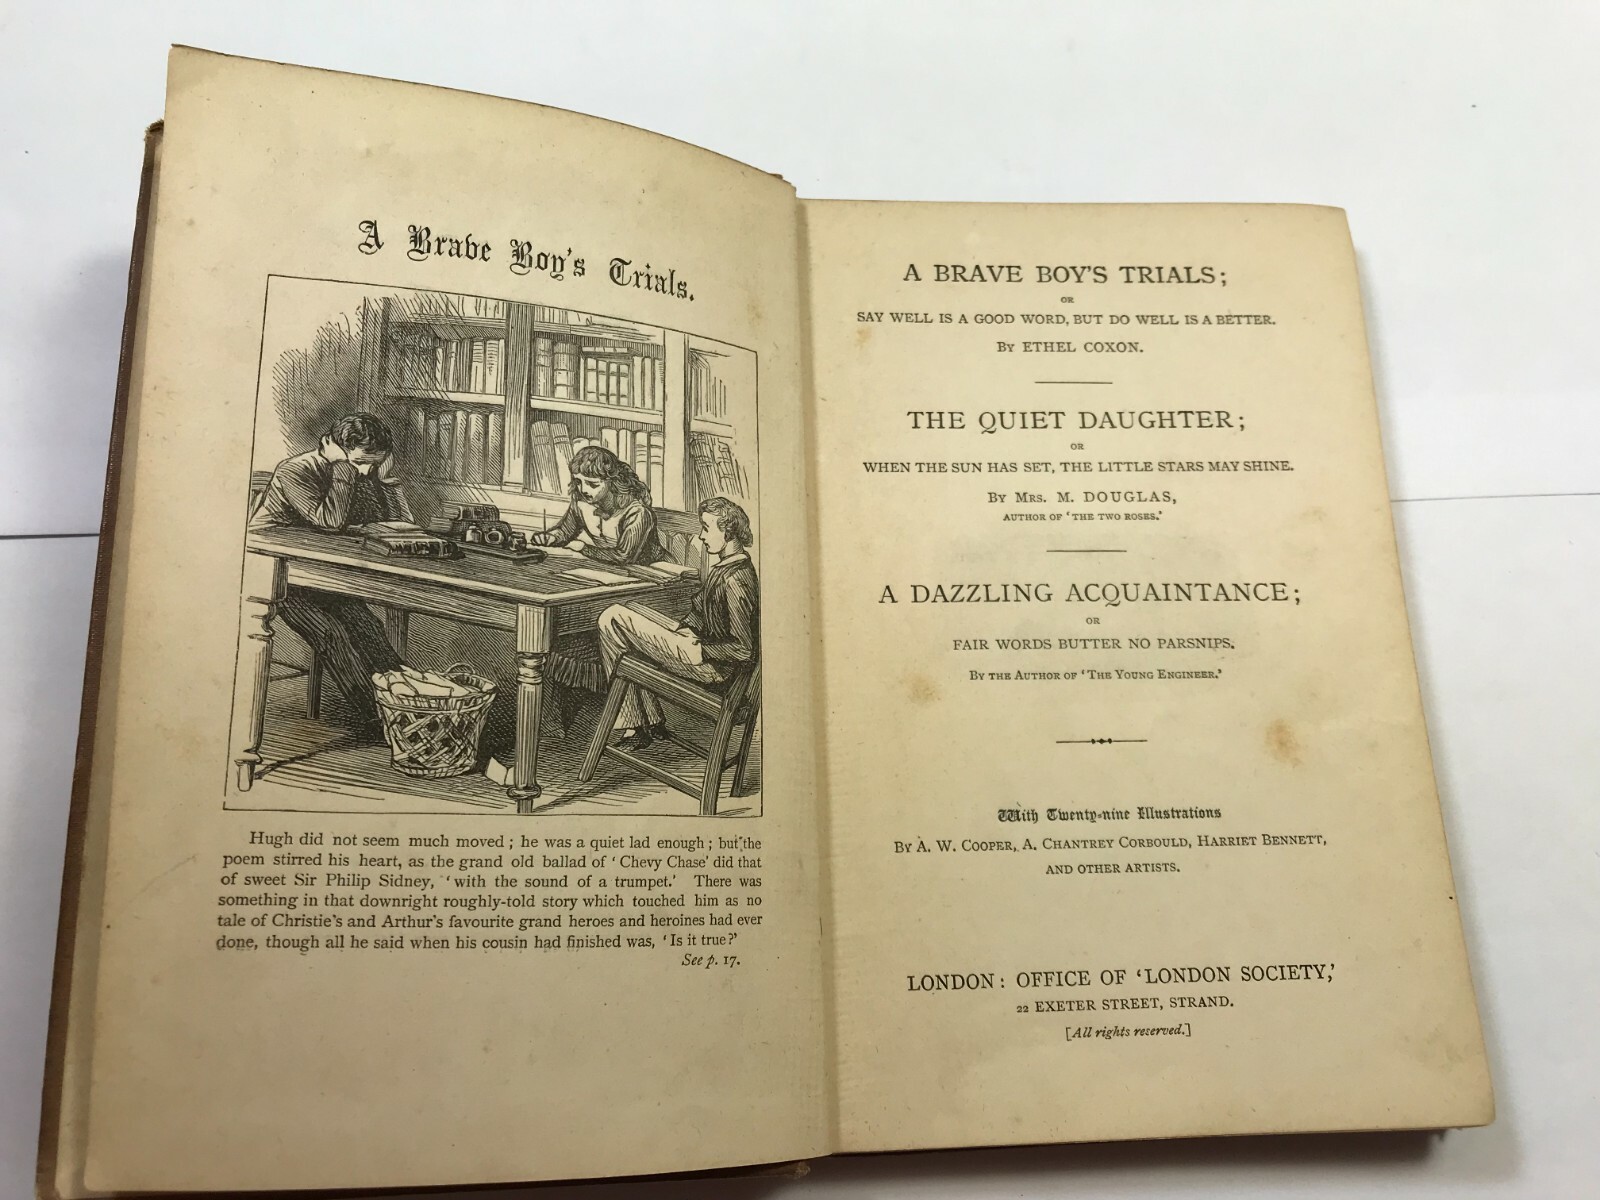 A Brave Boy's Trials.
Hugh did not seem much moved; he was a quiet lad enough; but the
poem stirred his heart, as the grand old ballad of 'Chevy Chase' did that
of sweet Sir Philip Sidney, 'with the sound of a trumpet.' There was
something in that downright roughly-told story which touched him as no
tale of Christie's and Arthur's favourite grand heroes and heroines had ever
done, though all he said when his cousin had finished was, 'Is it true?'
See p. 17.
A BRAVE BOY'S TRIALS;
OR
SAY WELL IS A GOOD WORD, BUT DO WELL IS A BETTER.
BY ETHEL COXON.
THE QUIET DAUGHTER;
OR
WHEN THE SUN HAS SET, THE LITTLE STARS MAY SHINE.
BY MRS. M. DOUGLAS,
AUTHOR OF 'THE TWO ROSES.'
A DAZZLING ACQUAINTANCE;
OR
FAIR WORDS BUTTER NO PARSNIPS.
BY THE AUTHOR OF 'THE YOUNG ENGINEER.'
With Twenty-nine Illustrations
BY A. W. COOPER, A. CHANTREY CORBOULD, HARRIET BENNETT,
AND OTHER ARTISTS.
LONDON: OFFICE OF 'LONDON SOCIETY,'
22 EXETER STREET, STRAND.
[All rights reserved.]